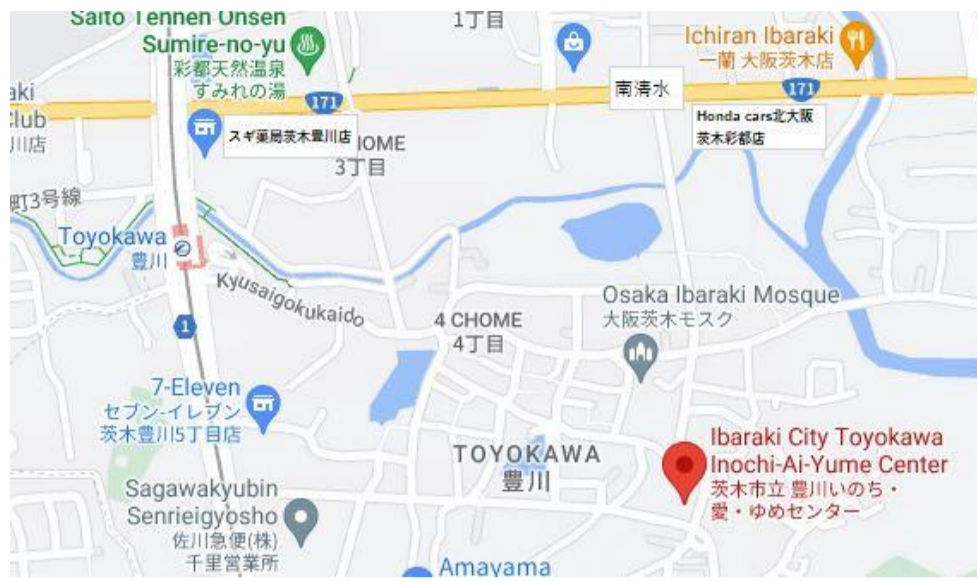 Saito Tennen Onsen
Sumire-no-yu
彩都天然温泉
すみれの湯
1丁目
Ichiran Ibaraki
一蘭 大阪茨木店
171
南清水
171
Honda cars北大阪
茨木彩都店
aki
Club
川店
スギ薬局茨木豊川店
HOME
3丁目
町3号線
Toyokawa
豊川
Kyusaigokukaido
1
4 CHOME
4丁目
Osaka Ibaraki Mosque
大阪茨木モスク
7-Eleven
セブン-イレブン
茨木豊川5丁目店
TOYOKAWA
豊川
Ibaraki City Toyokawa
Inochi-Ai-Yume Center
茨木市立 豊川いのち・
愛・ゆめセンター
Sagawakyubin
Senrieigyosho
佐川急便(株)
千里営業所
Amayama